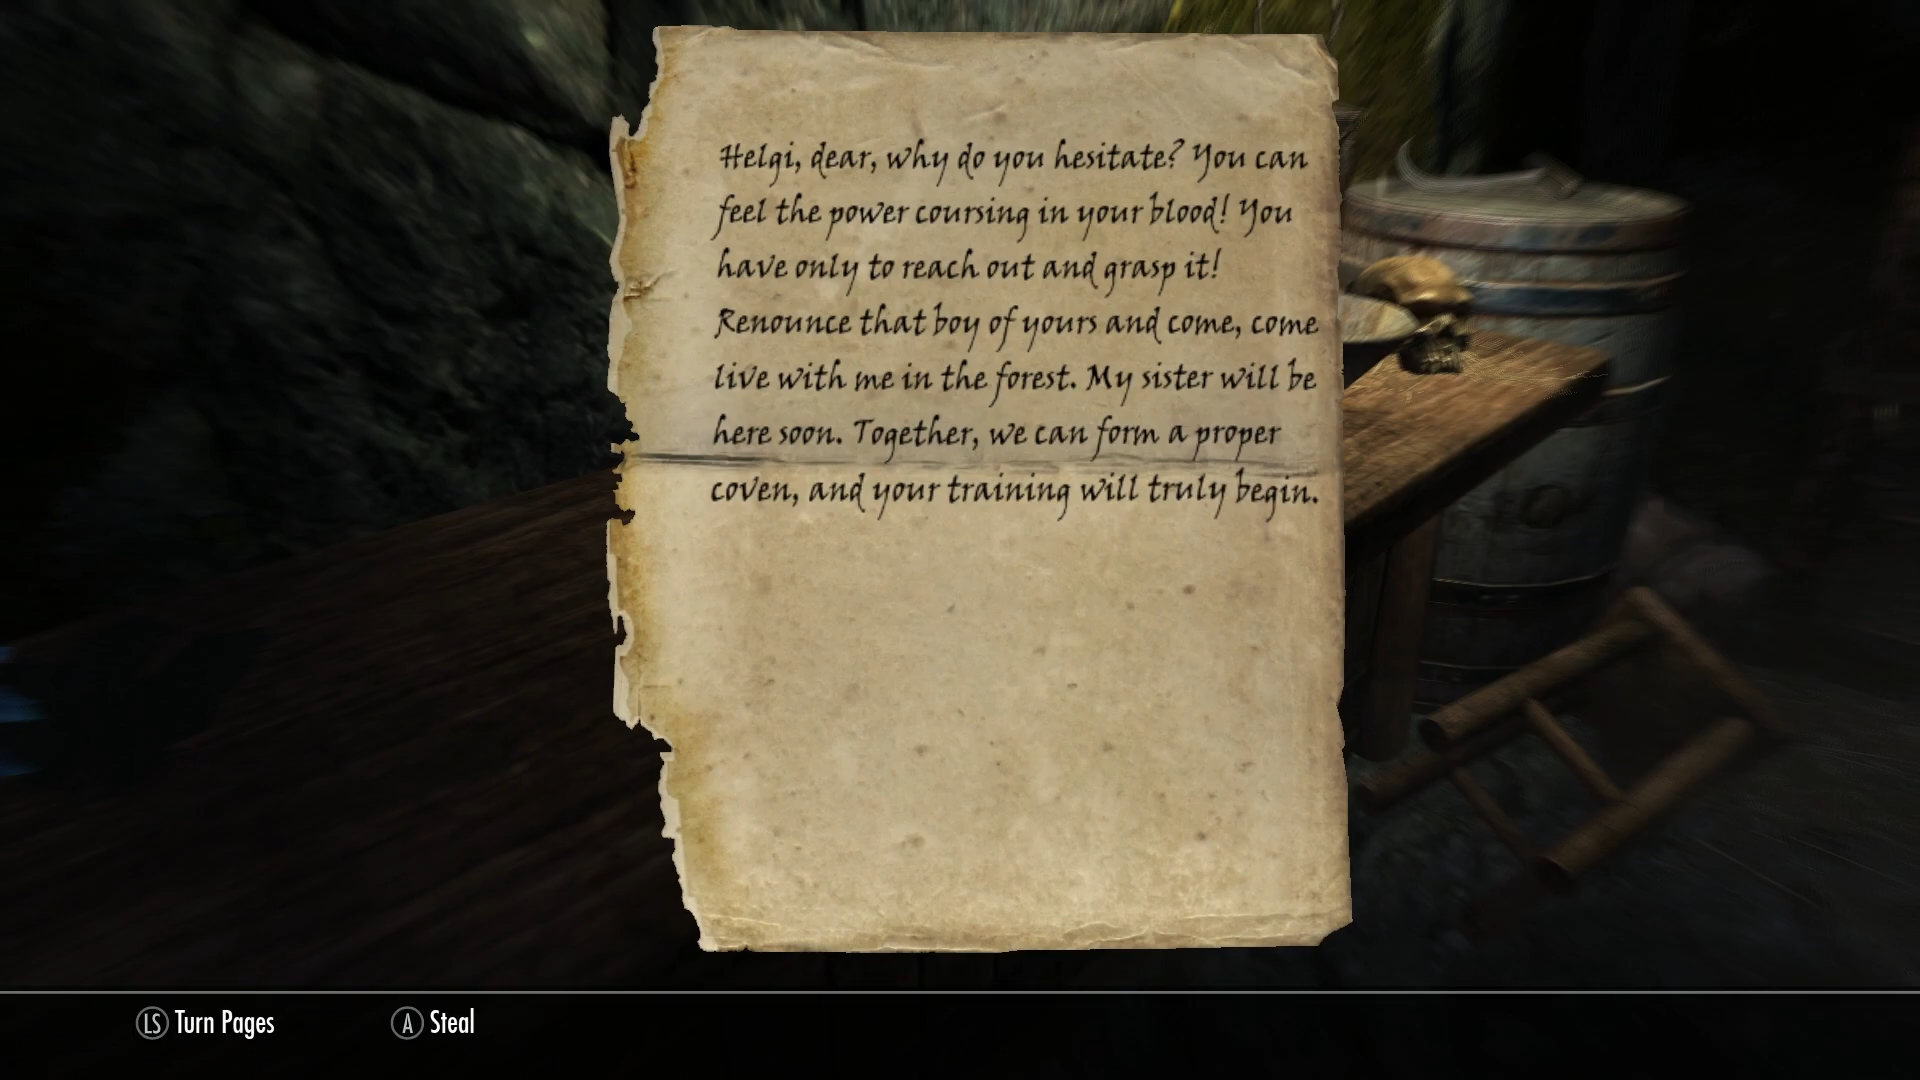 Helgi, dear, why do you hesitate? You can
feel the power coursing in your blood! You
have only to reach out and grasp it!
Renounce that boy of yours and come, come
live with me in the forest. My sister will be
here soon. Together, we can form a proper
coven, and your training will truly begin.
LS Turn Pages
A Steal